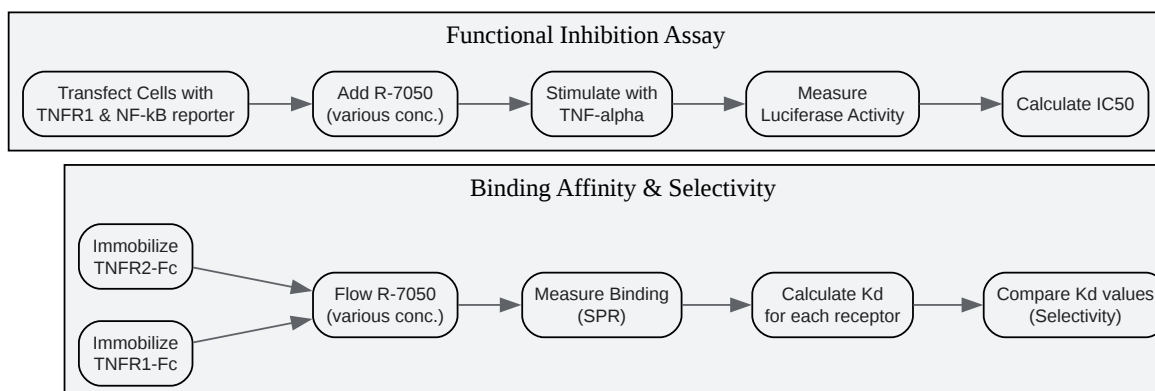 Functional Inhibition Assay
Transfect Cells with
TNFR1 & NF-kB reporter
Add R-7050
(various conc.)
Stimulate with
TNF-alpha
Measure
Luciferase Activity
Calculate IC50
Binding Affinity & Selectivity
Immobilize
TNFR2-Fc
Immobilize
TNFR1-Fc
Flow R-7050
(various conc.)
Measure Binding
(SPR)
Calculate Kd
for each receptor
Compare Kd values
(Selectivity)